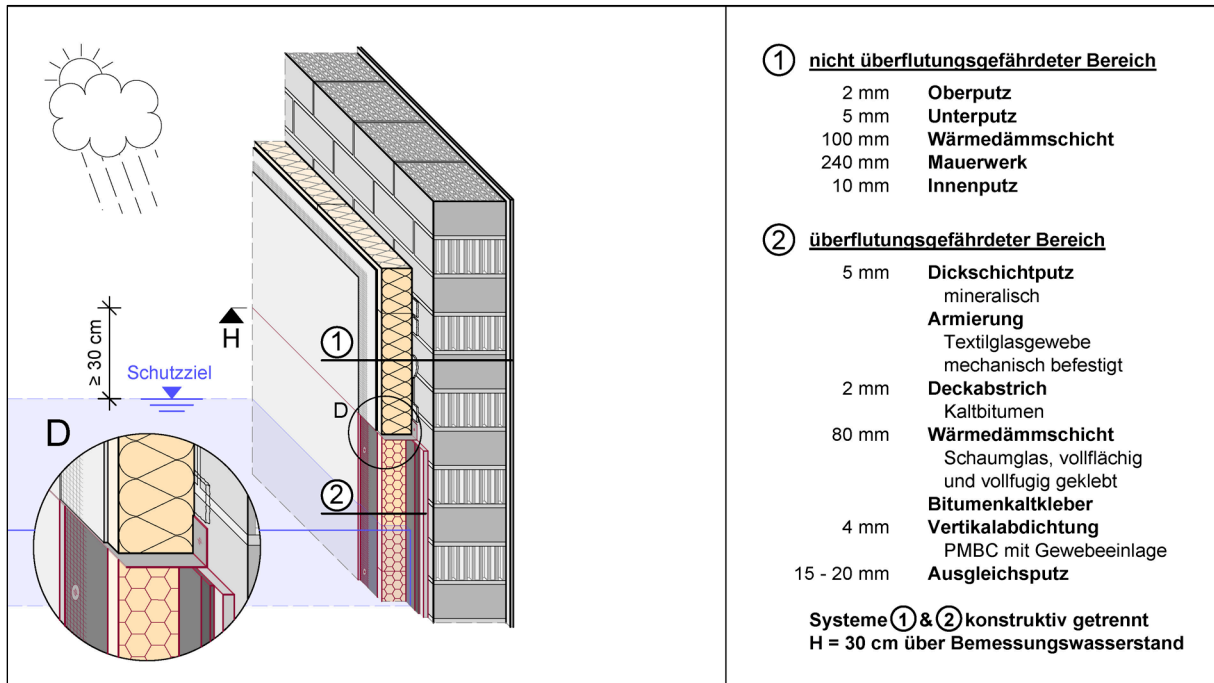 ≥ 30 cm
H
Schutzziel
D
D
1
2
1 nicht überflutungsgefährdeter Bereich
2 mm Oberputz
5 mm Unterputz
100 mm Wärmedämmschicht
240 mm Mauerwerk
10 mm Innenputz
2 überflutungsgefährdeter Bereich
5 mm Dickschichtputz
mineralisch
Armierung
Textilglasgewebe
mechanisch befestigt
2 mm Deckabstrich
Kaltbitumen
80 mm Wärmedämmschicht
Schaumglas, vollflächig
und vollfugig geklebt
Bitumenkaltkleber
4 mm Vertikalabdichtung
PMBC mit Gewebeeinlage
15 - 20 mm Ausgleichsputz
Systeme 1 & 2 konstruktiv getrennt
H = 30 cm über Bemessungswasserstand